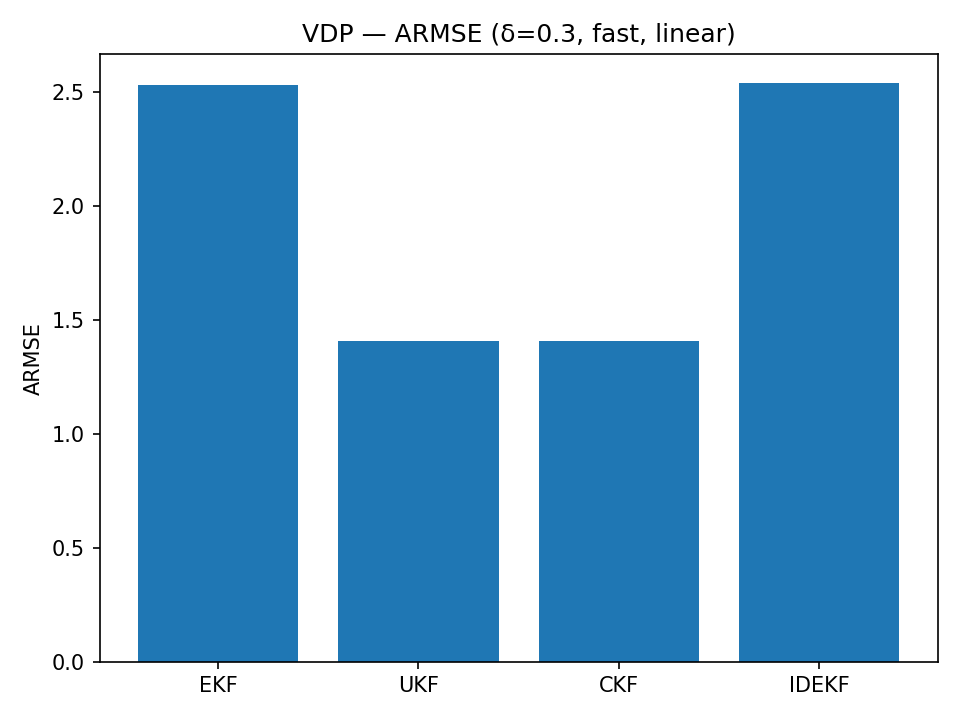 VDP — ARMSE (δ=0.3, fast, linear)
ARMSE
2.5
2.0
1.5
1.0
0.5
0.0
EKF UKF CKF IDEKF